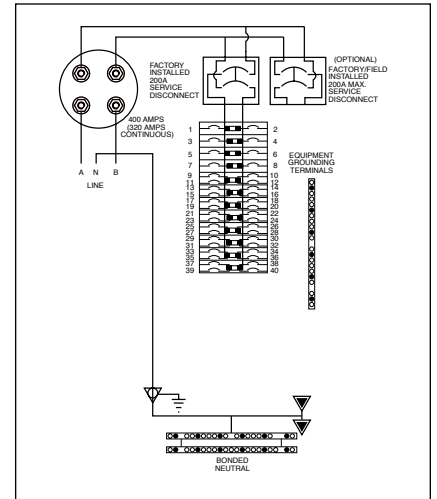 FACTORY
INSTALLED
200A
SERVICE
DISCONNECT
(OPTIONAL)
FACTORY/FIELD
INSTALLED
200A MAX.
SERVICE
DISCONNECT
400 AMPS
(320 AMPS
CONTINUOUS)
A N B
LINE
EQUIPMENT
GROUNDING
TERMINALS
1 2
3 4
5 6
7 8
9 10
11 12
13 14
15 16
17 18
19 20
21 22
23 24
25 26
27 28
29 30
31 32
33 34
35 36
37 38
39 40
BONDED
NEUTRAL